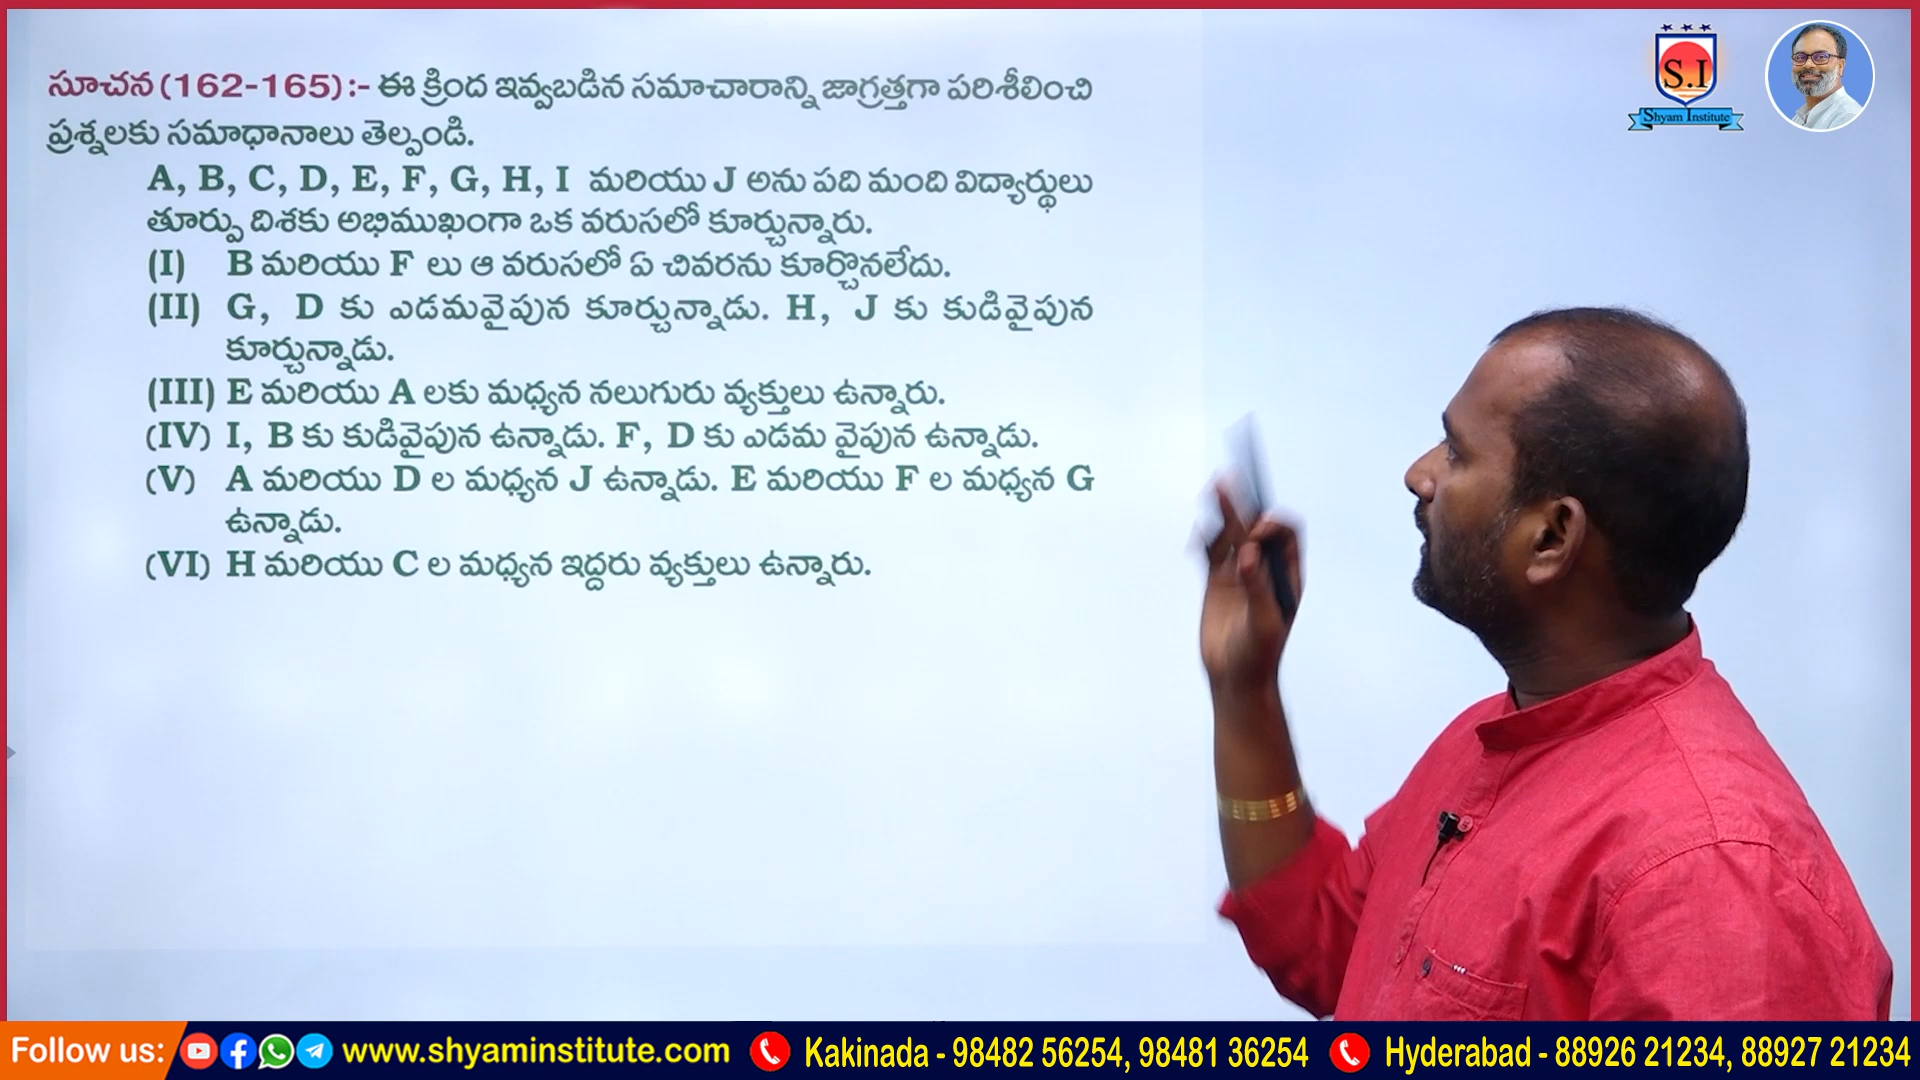 సూచన (162-165) :- ఈ క్రింద ఇవ్వబడిన సమాచారాన్ని జాగ్రత్తగా పరిశీలించి
ప్రశ్నలకు సమాధానాలు తెల్పండి.
A, B, C, D, E, F, G, H, I మరియు J అను పది మంది విద్యార్థులు
తూర్పు దిశకు అభిముఖంగా ఒక వరుసలో కూర్చున్నారు.
(I) B మరియు F లు ఆ వరుసలో ఏ చివరను కూర్చొనలేదు.
(II) G, D కు ఎడమవైపున కూర్చున్నాడు. H, J కు కుడివైపున
కూర్చున్నాడు.
(III) E మరియు A లకు మధ్యన నలుగురు వ్యక్తులు ఉన్నారు.
(IV) I, B కు కుడివైపున ఉన్నాడు. F, D కు ఎడమ వైపున ఉన్నాడు.
(V) A మరియు D ల మధ్యన J ఉన్నాడు. E మరియు F ల మధ్యన G
ఉన్నాడు.
(VI) H మరియు C ల మధ్యన ఇద్దరు వ్యక్తులు ఉన్నారు.
S.I
Shyam Institute
Follow us: www.shyaminstitute.com Kakinada - 98482 56254, 98481 36254 Hyderabad - 88926 21234, 88927 21234